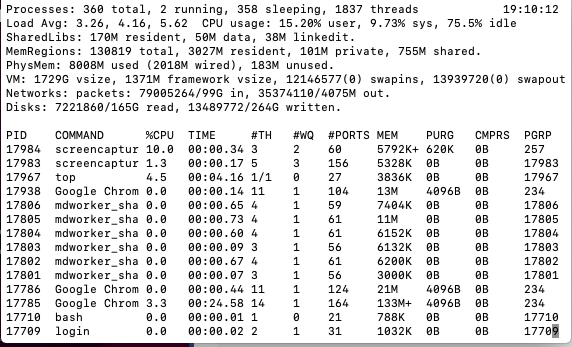 Processes: 360 total, 2 running, 358 sleeping, 1837 threads 19:10:12
Load Avg: 3.26, 4.16, 5.62 CPU usage: 15.20% user, 9.73% sys, 75.5% idle
SharedLibs: 170M resident, 50M data, 38M linkedit.
MemRegions: 130819 total, 3027M resident, 101M private, 755M shared.
PhysMem: 8008M used (2018M wired), 183M unused.
VM: 1729G vsize, 1371M framework vsize, 12146577(0) swapins, 13939720(0) swapout
Networks: packets: 79005264/99G in, 35374110/4075M out.
Disks: 7221860/165G read, 13489772/264G written.
PID COMMAND %CPU TIME #TH #WQ #PORTS MEM PURG CMPRS PGRP
17984 screencaptur 10.0 00:00.34 3 2 60 5792K+ 620K 0B 257
17983 screencaptur 1.3 00:00.17 5 3 156 5328K 0B 0B 17983
17967 top 4.5 00:04.16 1/1 0 27 3836K 0B 0B 17967
17938 Google Chrom 0.0 00:00.14 11 1 104 13M 4096B 0B 234
17806 mdworker_sha 0.0 00:00.65 4 1 59 7404K 0B 0B 17806
17805 mdworker_sha 0.0 00:00.73 4 1 61 11M 0B 0B 17805
17804 mdworker_sha 0.0 00:00.60 4 1 61 6152K 0B 0B 17804
17803 mdworker_sha 0.0 00:00.09 3 1 56 6132K 0B 0B 17803
17802 mdworker_sha 0.0 00:00.67 4 1 61 6200K 0B 0B 17802
17801 mdworker_sha 0.0 00:00.07 3 1 56 3000K 0B 0B 17801
17786 Google Chrom 0.0 00:00.44 11 1 124 21M 4096B 0B 234
17785 Google Chrom 3.3 00:24.58 14 1 164 133M+ 4096B 0B 234
17710 bash 0.0 00:00.01 1 0 21 788K 0B 0B 17710
17709 login 0.0 00:00.02 2 1 31 1032K 0B 0B 17709